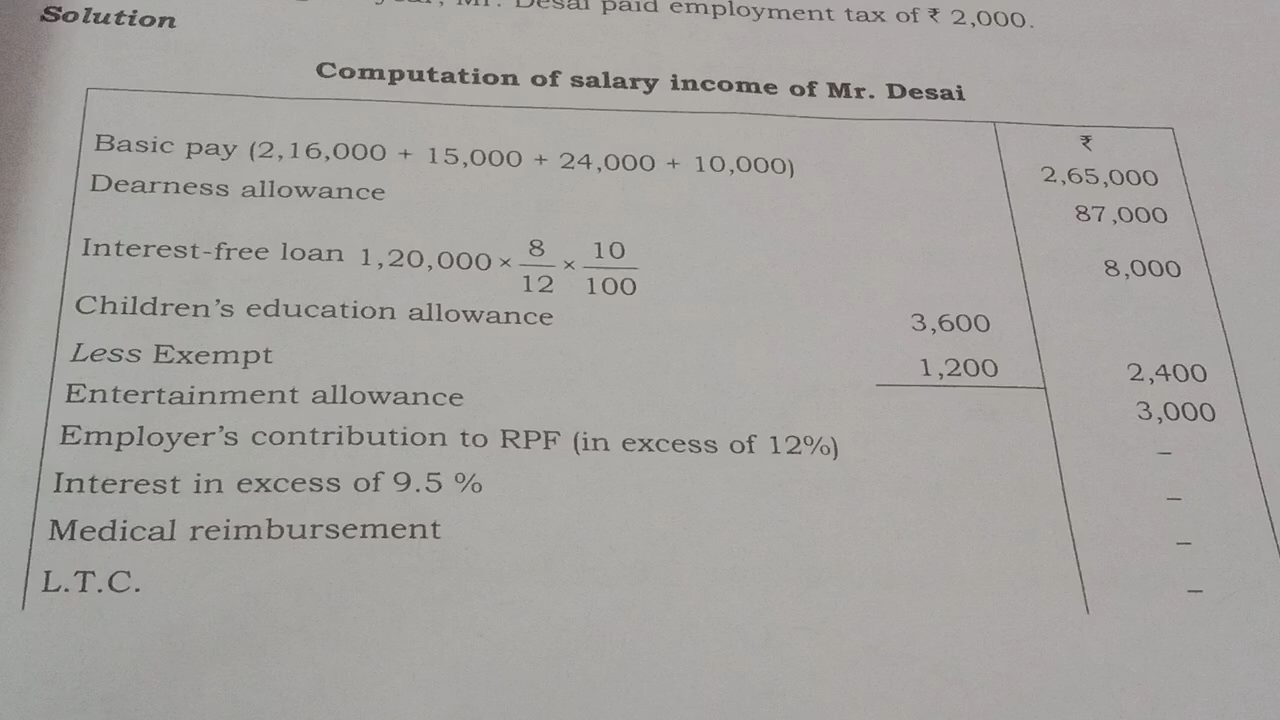 Desai paid employment tax of ₹ 2,000.
Solution
Computation of salary income of Mr. Desai
₹
Basic pay (2,16,000 + 15,000 + 24,000 + 10,000) 2,65,000
Dearness allowance 87,000
Interest-free loan 1,20,000 × 8/12 × 10/100 8,000
Children's education allowance 3,600
Less Exempt 1,200 2,400
Entertainment allowance 3,000
Employer's contribution to RPF (in excess of 12%) –
Interest in excess of 9.5 % –
Medical reimbursement –
L.T.C. –